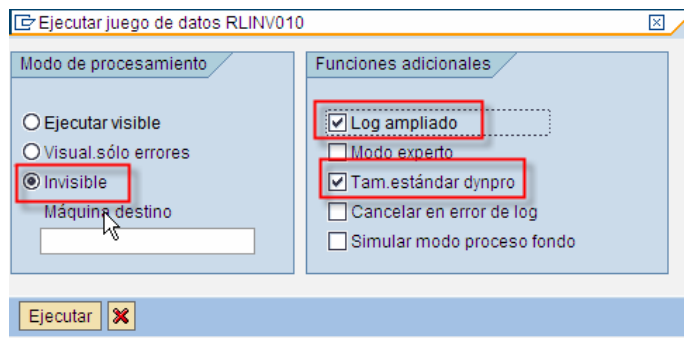 Ejecutar juego de datos RLINV010
Modo de procesamiento
Ejecutar visible
Visual.sólo errores
Invisible
Máquina destino
Funciones adicionales
Log ampliado
Modo experto
Tam.estándar dynpro
Cancelar en error de log
Simular modo proceso fondo
Ejecutar